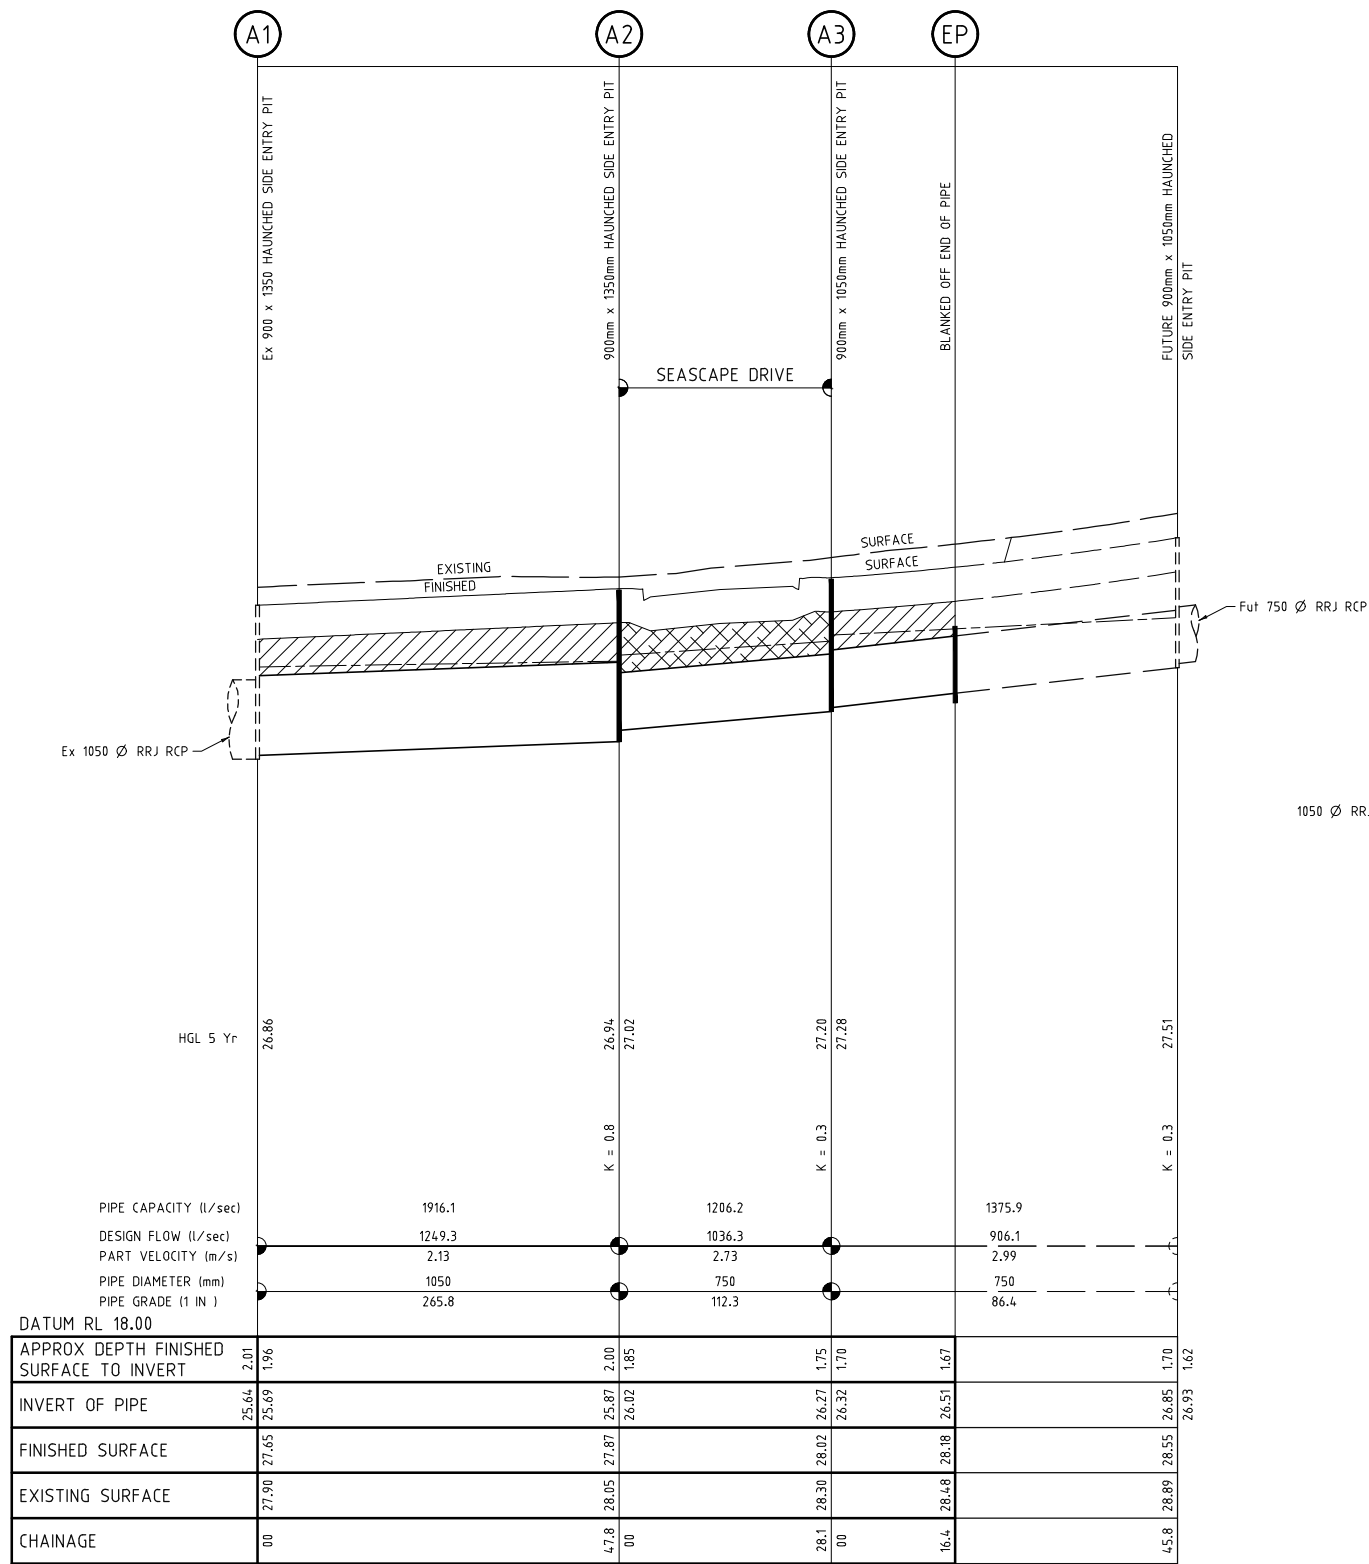 A1
A2
A3
EP
Ex 900 x 1350 HAUNCHED SIDE ENTRY PIT
900mm x 1350mm HAUNCHED SIDE ENTRY PIT
900mm x 1050mm HAUNCHED SIDE ENTRY PIT
BLANKED OFF END OF PIPE
FUTURE 900mm x 1050mm HAUNCHED
SIDE ENTRY PIT
SEASCAPE DRIVE
EXISTING
SURFACE
FINISHED
SURFACE
Fut 750 Ø RRJ RCP
Ex 1050 Ø RRJ RCP
1050 Ø RR.
HGL 5 Yr
26.86
26.94
27.02
27.20
27.28
27.51
K = 0.8
K = 0.3
K = 0.3
PIPE CAPACITY (l/sec) 1916.1 1206.2 1375.9
DESIGN FLOW (l/sec) 1249.3 1036.3 906.1
PART VELOCITY (m/s) 2.13 2.73 2.99
PIPE DIAMETER (mm) 1050 750 750
PIPE GRADE (1 IN ) 265.8 112.3 86.4
DATUM RL 18.00
APPROX DEPTH FINISHED
SURFACE TO INVERT
2.01
1.96
2.00
1.85
1.75
1.70
1.67
1.70
1.62
INVERT OF PIPE
25.64
25.69
25.87
26.02
26.27
26.32
26.51
26.85
26.93
FINISHED SURFACE
27.65
27.87
28.02
28.18
28.55
EXISTING SURFACE
27.90
28.05
28.30
28.48
28.89
CHAINAGE
00
47.8
00
28.1
00
16.4
45.8